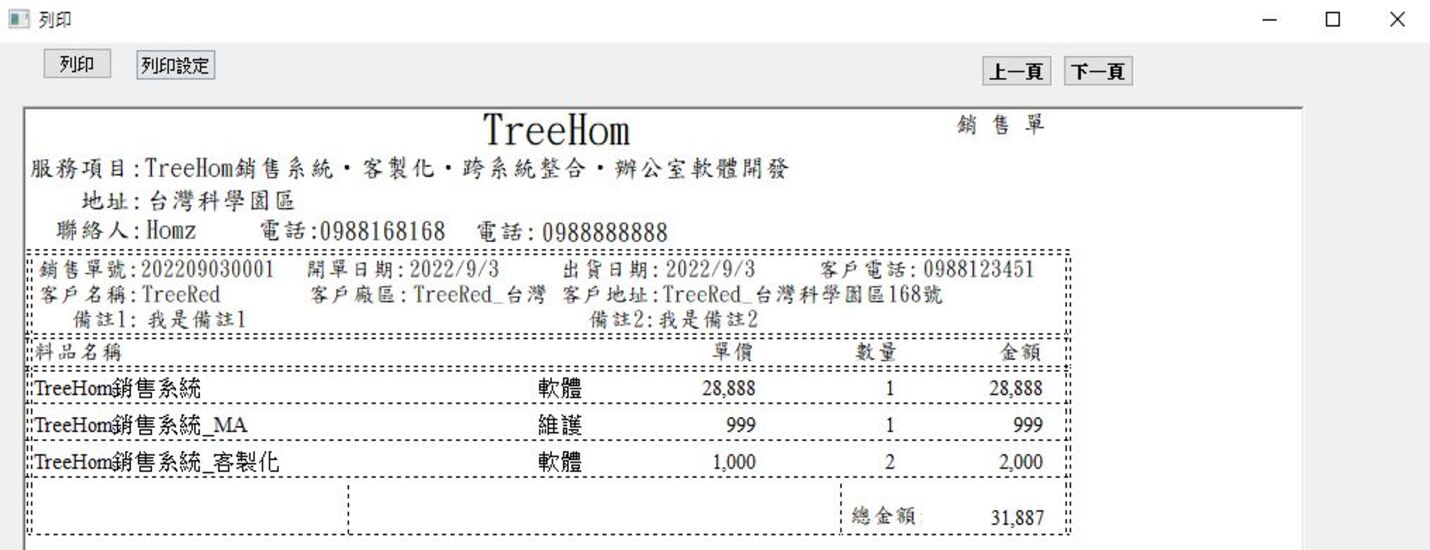 列印
列印 列印設定 上一頁 下一頁
TreeHom 銷售單
服務項目:TreeHom銷售系統・客製化・跨系統整合・辦公室軟體開發
地址:台灣科學園區
聯絡人:Homz 電話:0988168168 電話:0988888888
銷售單號:202209030001 開單日期:2022/9/3 出貨日期:2022/9/3 客戶電話:0988123451
客戶名稱:TreeRed 客戶廠區:TreeRed_台灣 客戶地址:TreeRed_台灣科學園區168號
備註1:我是備註1 備註2:我是備註2
料品名稱 單價 數量 金額
TreeHom銷售系統 軟體 28,888 1 28,888
TreeHom銷售系統_MA 維護 999 1 999
TreeHom銷售系統_客製化 軟體 1,000 2 2,000
總金額: 31,887